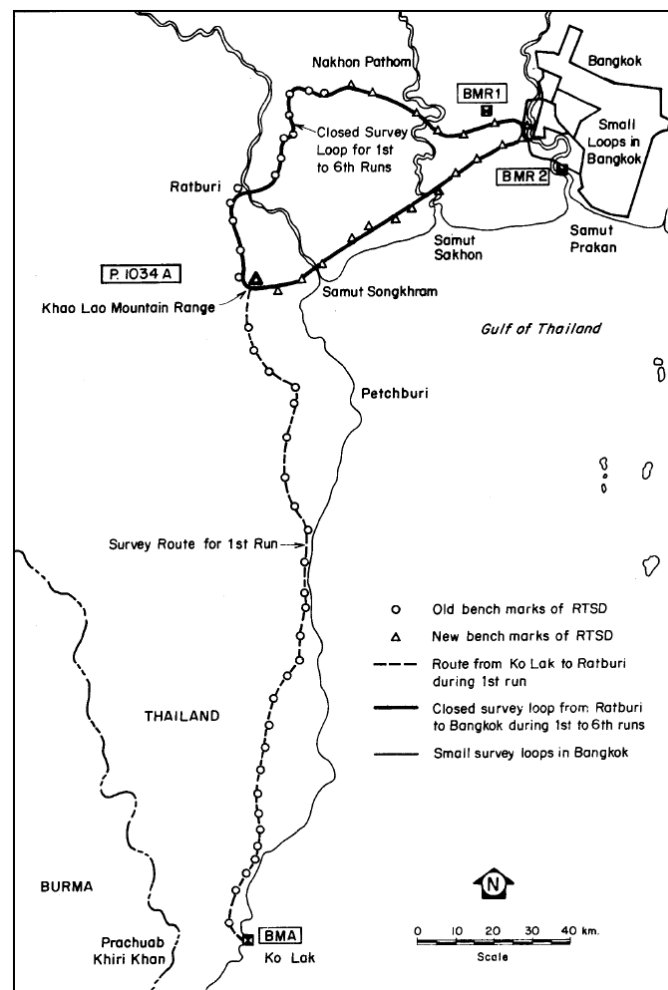 Nakhon Pathom
Bangkok
BMR1
Closed Survey
Loop for 1st
to 6th Runs
Small
Loops in
Bangkok
Ratburi
BMR2
Samut
Sakhon
Samut
Prakan
P. 1034 A
Khao Lao Mountain Range
Samut Songkhram
Gulf of Thailand
Petchburi
Survey Route for 1st Run
Old bench marks of RTSD
New bench marks of RTSD
Route from Ko Lak to Ratburi
during 1st run
THAILAND
Closed survey loop from Ratburi
to Bangkok during 1st to 6th runs
Small survey loops in Bangkok
BURMA
N
BMA
Prachuab
Khiri Khan
Ko Lak
0 10 20 30 40 km.
Scale